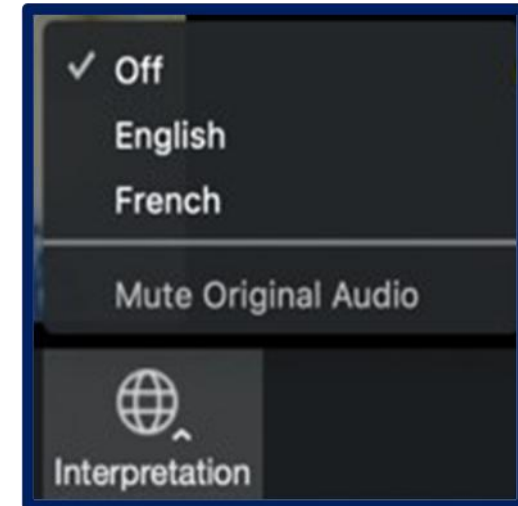 ✓ Off
English
French
Mute Original Audio
Interpretation